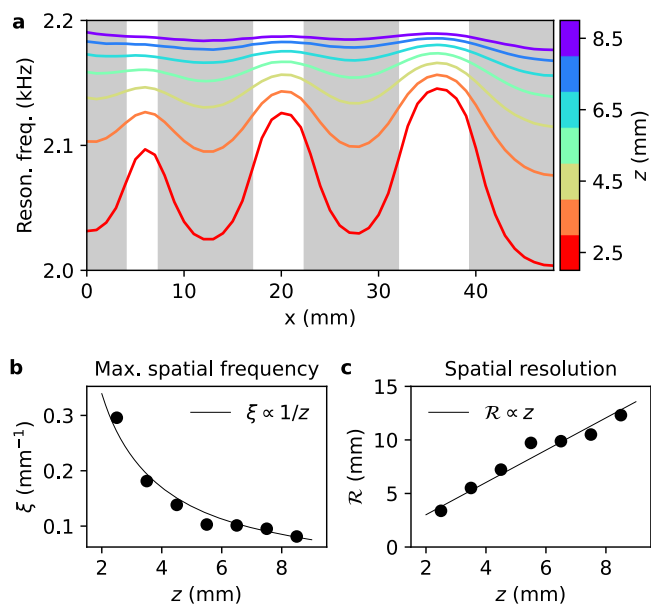 a
2.2
2.1
2.0
Reson. freq. (kHz)
0 10 20 30 40
x (mm)
8.5
6.5
4.5
2.5
z (mm)
b Max. spatial frequency
0.3
0.2
0.1
ξ (mm⁻¹)
ξ ∝ 1/z
2 4 6 8
z (mm)
c Spatial resolution
15
10
5
0
ℛ (mm)
ℛ ∝ z
2 4 6 8
z (mm)